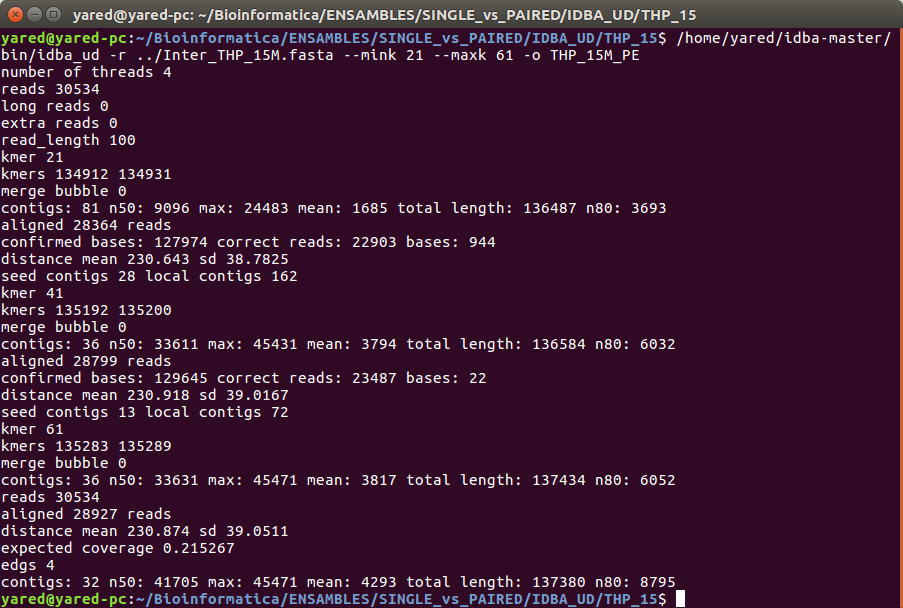 yared@yared-pc: ~/Bioinformatica/ENSAMBLES/SINGLE_vs_PAIRED/IDBA_UD/THP_15
yared@yared-pc:~/Bioinformatica/ENSAMBLES/SINGLE_vs_PAIRED/IDBA_UD/THP_15$ /home/yared/idba-master/
bin/idba_ud -r ../Inter_THP_15M.fasta --mink 21 --maxk 61 -o THP_15M_PE
number of threads 4
reads 30534
long reads 0
extra reads 0
read_length 100
kmer 21
kmers 134912 134931
merge bubble 0
contigs: 81 n50: 9096 max: 24483 mean: 1685 total length: 136487 n80: 3693
aligned 28364 reads
confirmed bases: 127974 correct reads: 22903 bases: 944
distance mean 230.643 sd 38.7825
seed contigs 28 local contigs 162
kmer 41
kmers 135192 135200
merge bubble 0
contigs: 36 n50: 33611 max: 45431 mean: 3794 total length: 136584 n80: 6032
aligned 28799 reads
confirmed bases: 129645 correct reads: 23487 bases: 22
distance mean 230.918 sd 39.0167
seed contigs 13 local contigs 72
kmer 61
kmers 135283 135289
merge bubble 0
contigs: 36 n50: 33631 max: 45471 mean: 3817 total length: 137434 n80: 6052
reads 30534
aligned 28927 reads
distance mean 230.874 sd 39.0511
expected coverage 0.215267
edgs 4
contigs: 32 n50: 41705 max: 45471 mean: 4293 total length: 137380 n80: 8795
yared@yared-pc:~/Bioinformatica/ENSAMBLES/SINGLE_vs_PAIRED/IDBA_UD/THP_15$